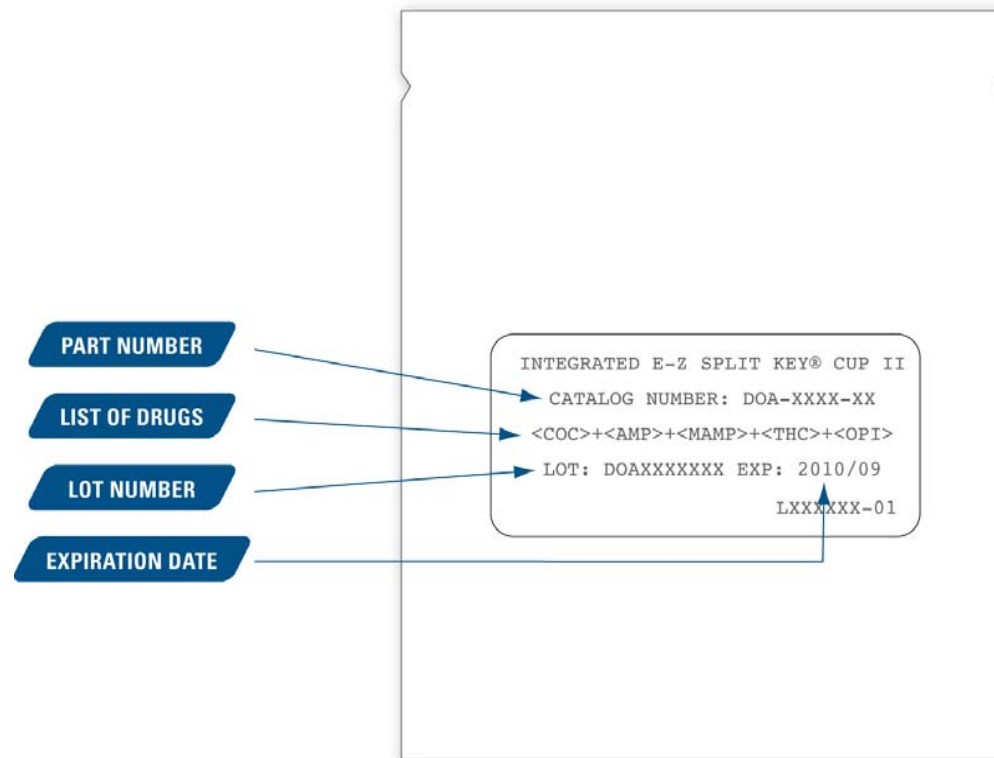 PART NUMBER
LIST OF DRUGS
LOT NUMBER
EXPIRATION DATE
INTEGRATED E-Z SPLIT KEY® CUP II
CATALOG NUMBER: DOA-XXXX-XX
<COC>+<AMP>+<MAMP>+<THC>+<OPI>
LOT: DOAXXXXXXX EXP: 2010/09
LXXXXXX-01